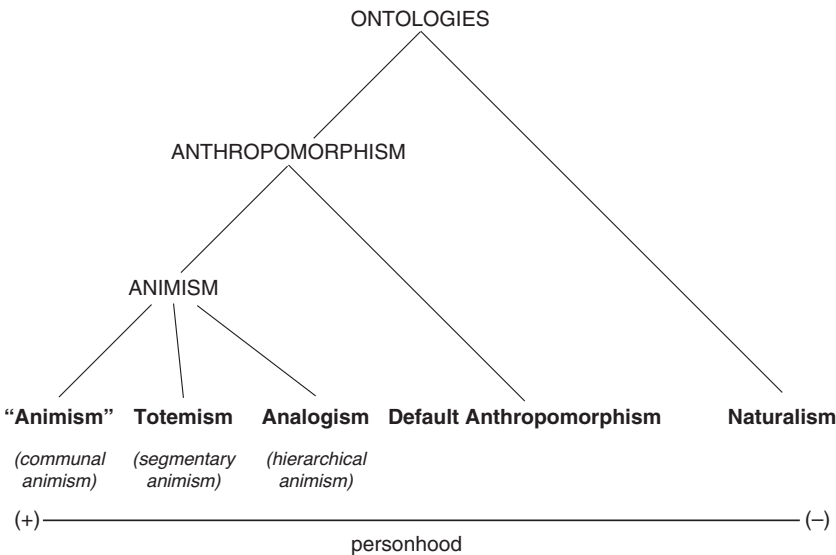 ONTOLOGIES
ANTHROPOMORPHISM
ANIMISM
“Animism” Totemism Analogism Default Anthropomorphism Naturalism
(communal (segmentary (hierarchical
animism) animism) animism)
(+) (–)
personhood